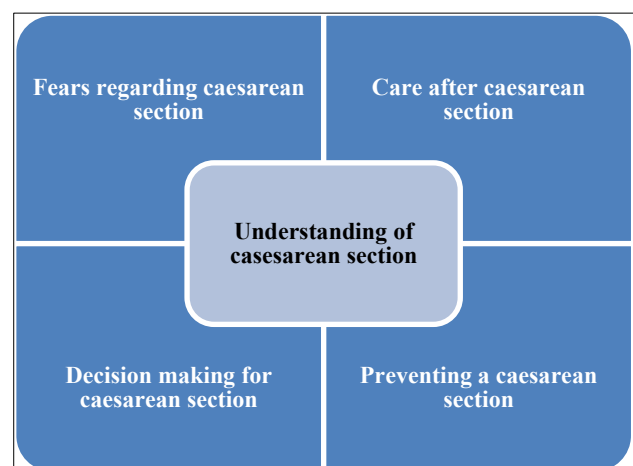 Fears regarding caesarean
section
Care after caesarean
section
Understanding of
casesarean section
Decision making for
caesarean section
Preventing a caesarean
section